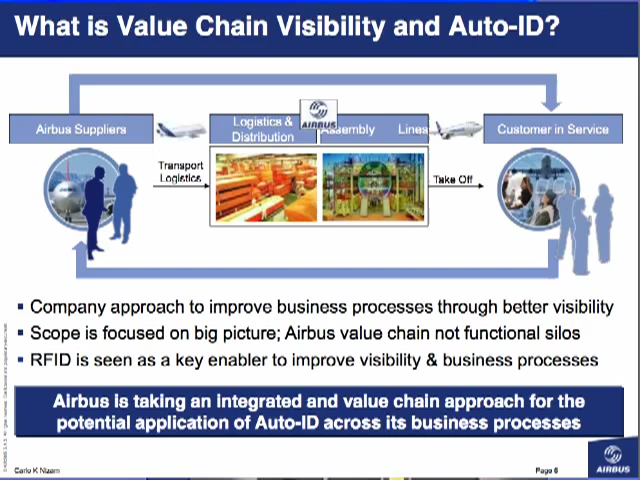 What is Value Chain Visibility and Auto-ID?
Airbus Suppliers
Logistics &
Distribution
AIRBUS
Assembly Lines
Customer in Service
Transport
Logistics
Take Off
▪ Company approach to improve business processes through better visibility
▪ Scope is focused on big picture; Airbus value chain not functional silos
▪ RFID is seen as a key enabler to improve visibility & business processes
Airbus is taking an integrated and value chain approach for the
potential application of Auto-ID across its business processes
Carlo K Nizam
Page 6
AIRBUS